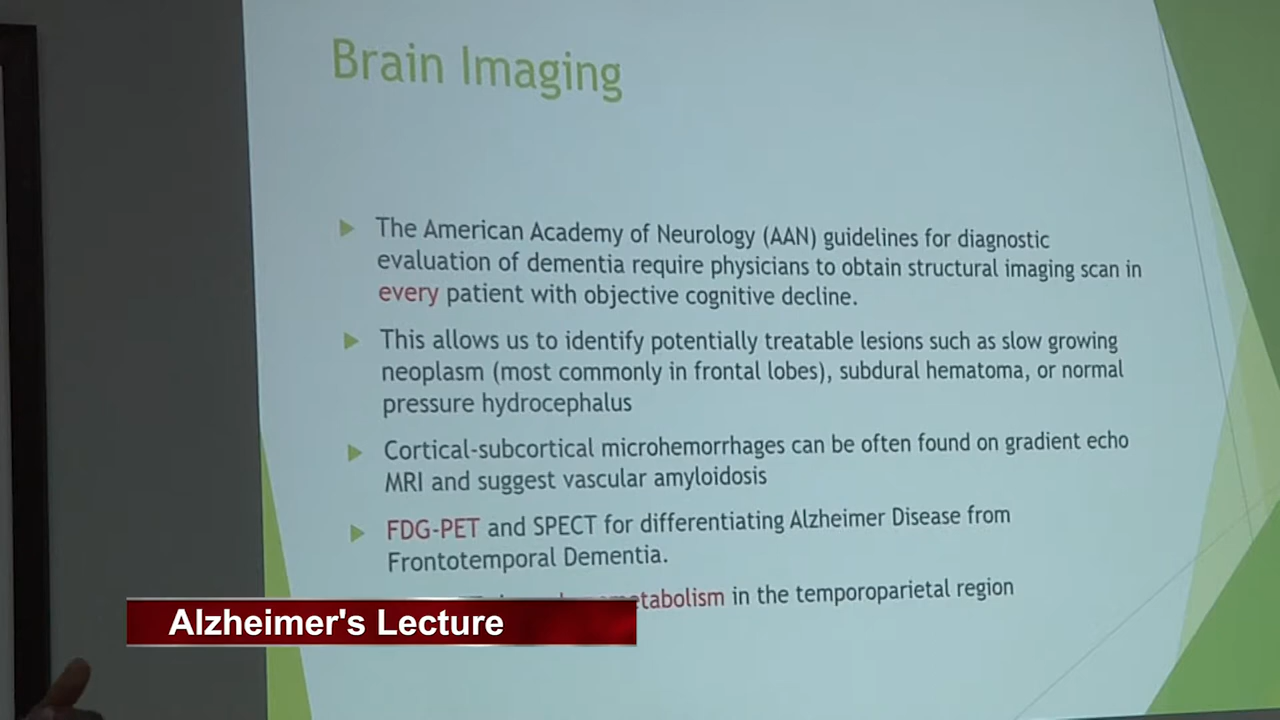 Brain Imaging
The American Academy of Neurology (AAN) guidelines for diagnostic
evaluation of dementia require physicians to obtain structural imaging scan in
every patient with objective cognitive decline.
This allows us to identify potentially treatable lesions such as slow growing
neoplasm (most commonly in frontal lobes), subdural hematoma, or normal
pressure hydrocephalus
Cortical-subcortical microhemorrhages can be often found on gradient echo
MRI and suggest vascular amyloidosis
FDG-PET and SPECT for differentiating Alzheimer Disease from
Frontotemporal Dementia.
in the temporoparietal region
Alzheimer's Lecture